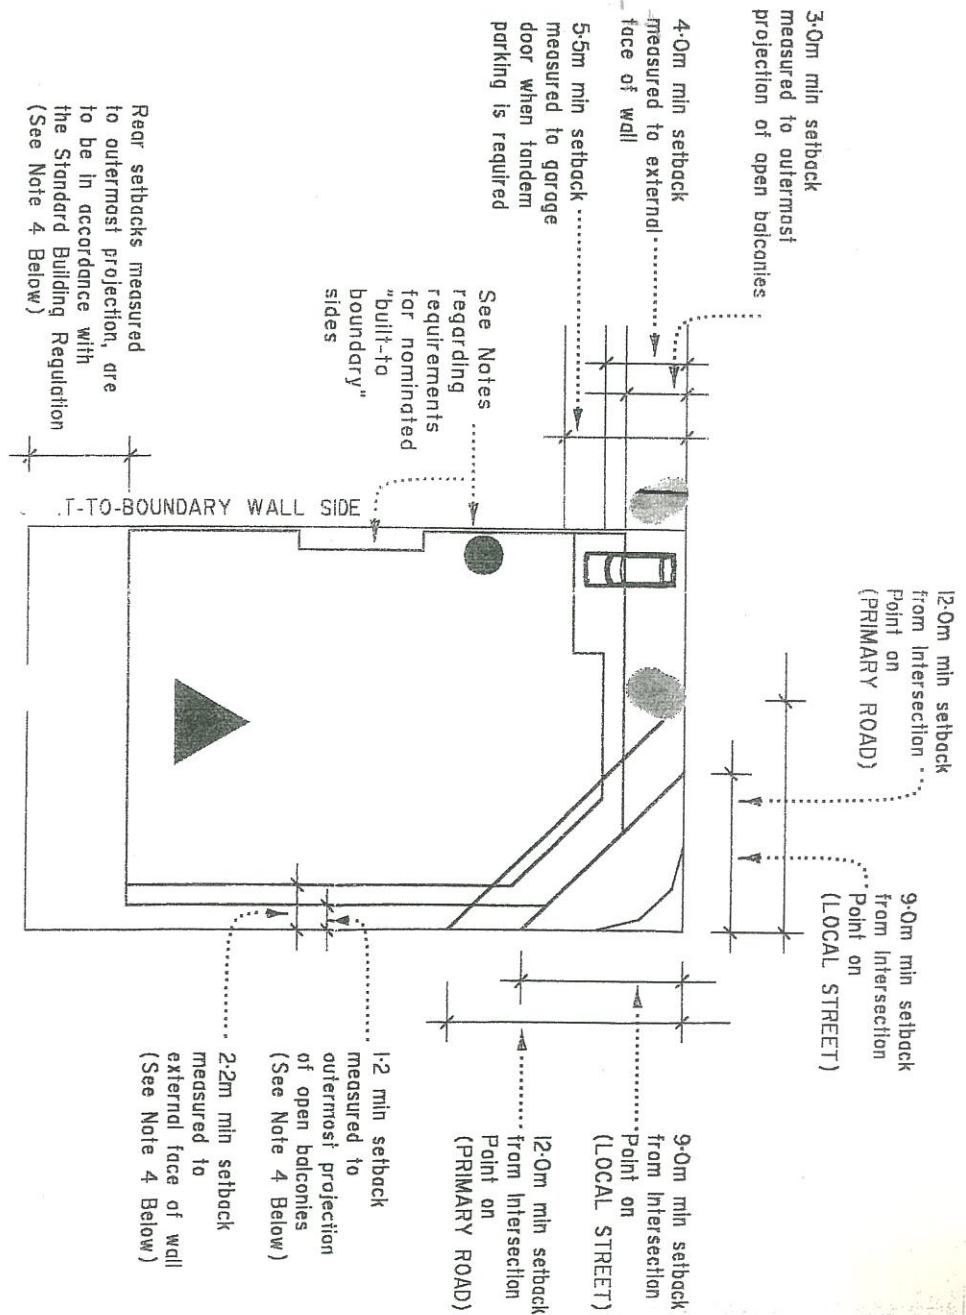 3·0m min setback
measured to outermost
projection of open balconies
4·0m min setback
measured to external
face of wall
5·5m min setback
measured to garage
door when tandem
parking is required
See Notes
regarding
requirements
for nominated
"built-to
boundary"
sides
Rear setbacks measured
to outermost projection, are
to be in accordance with
the Standard Building Regulation
(See Note 4 Below)
T-TO-BOUNDARY WALL SIDE
12·0m min setback
from Intersection
Point on
(PRIMARY ROAD)
9·0m min setback
from Intersection
Point on
(LOCAL STREET)
9·0m min setback
from Intersection
Point on
(LOCAL STREET)
12·0m min setback
from Intersection
Point on
(PRIMARY ROAD)
1·2 min setback
measured to
outermost projection
of open balconies
(See Note 4 Below)
2·2m min setback
measured to
external face of wall
(See Note 4 Below)